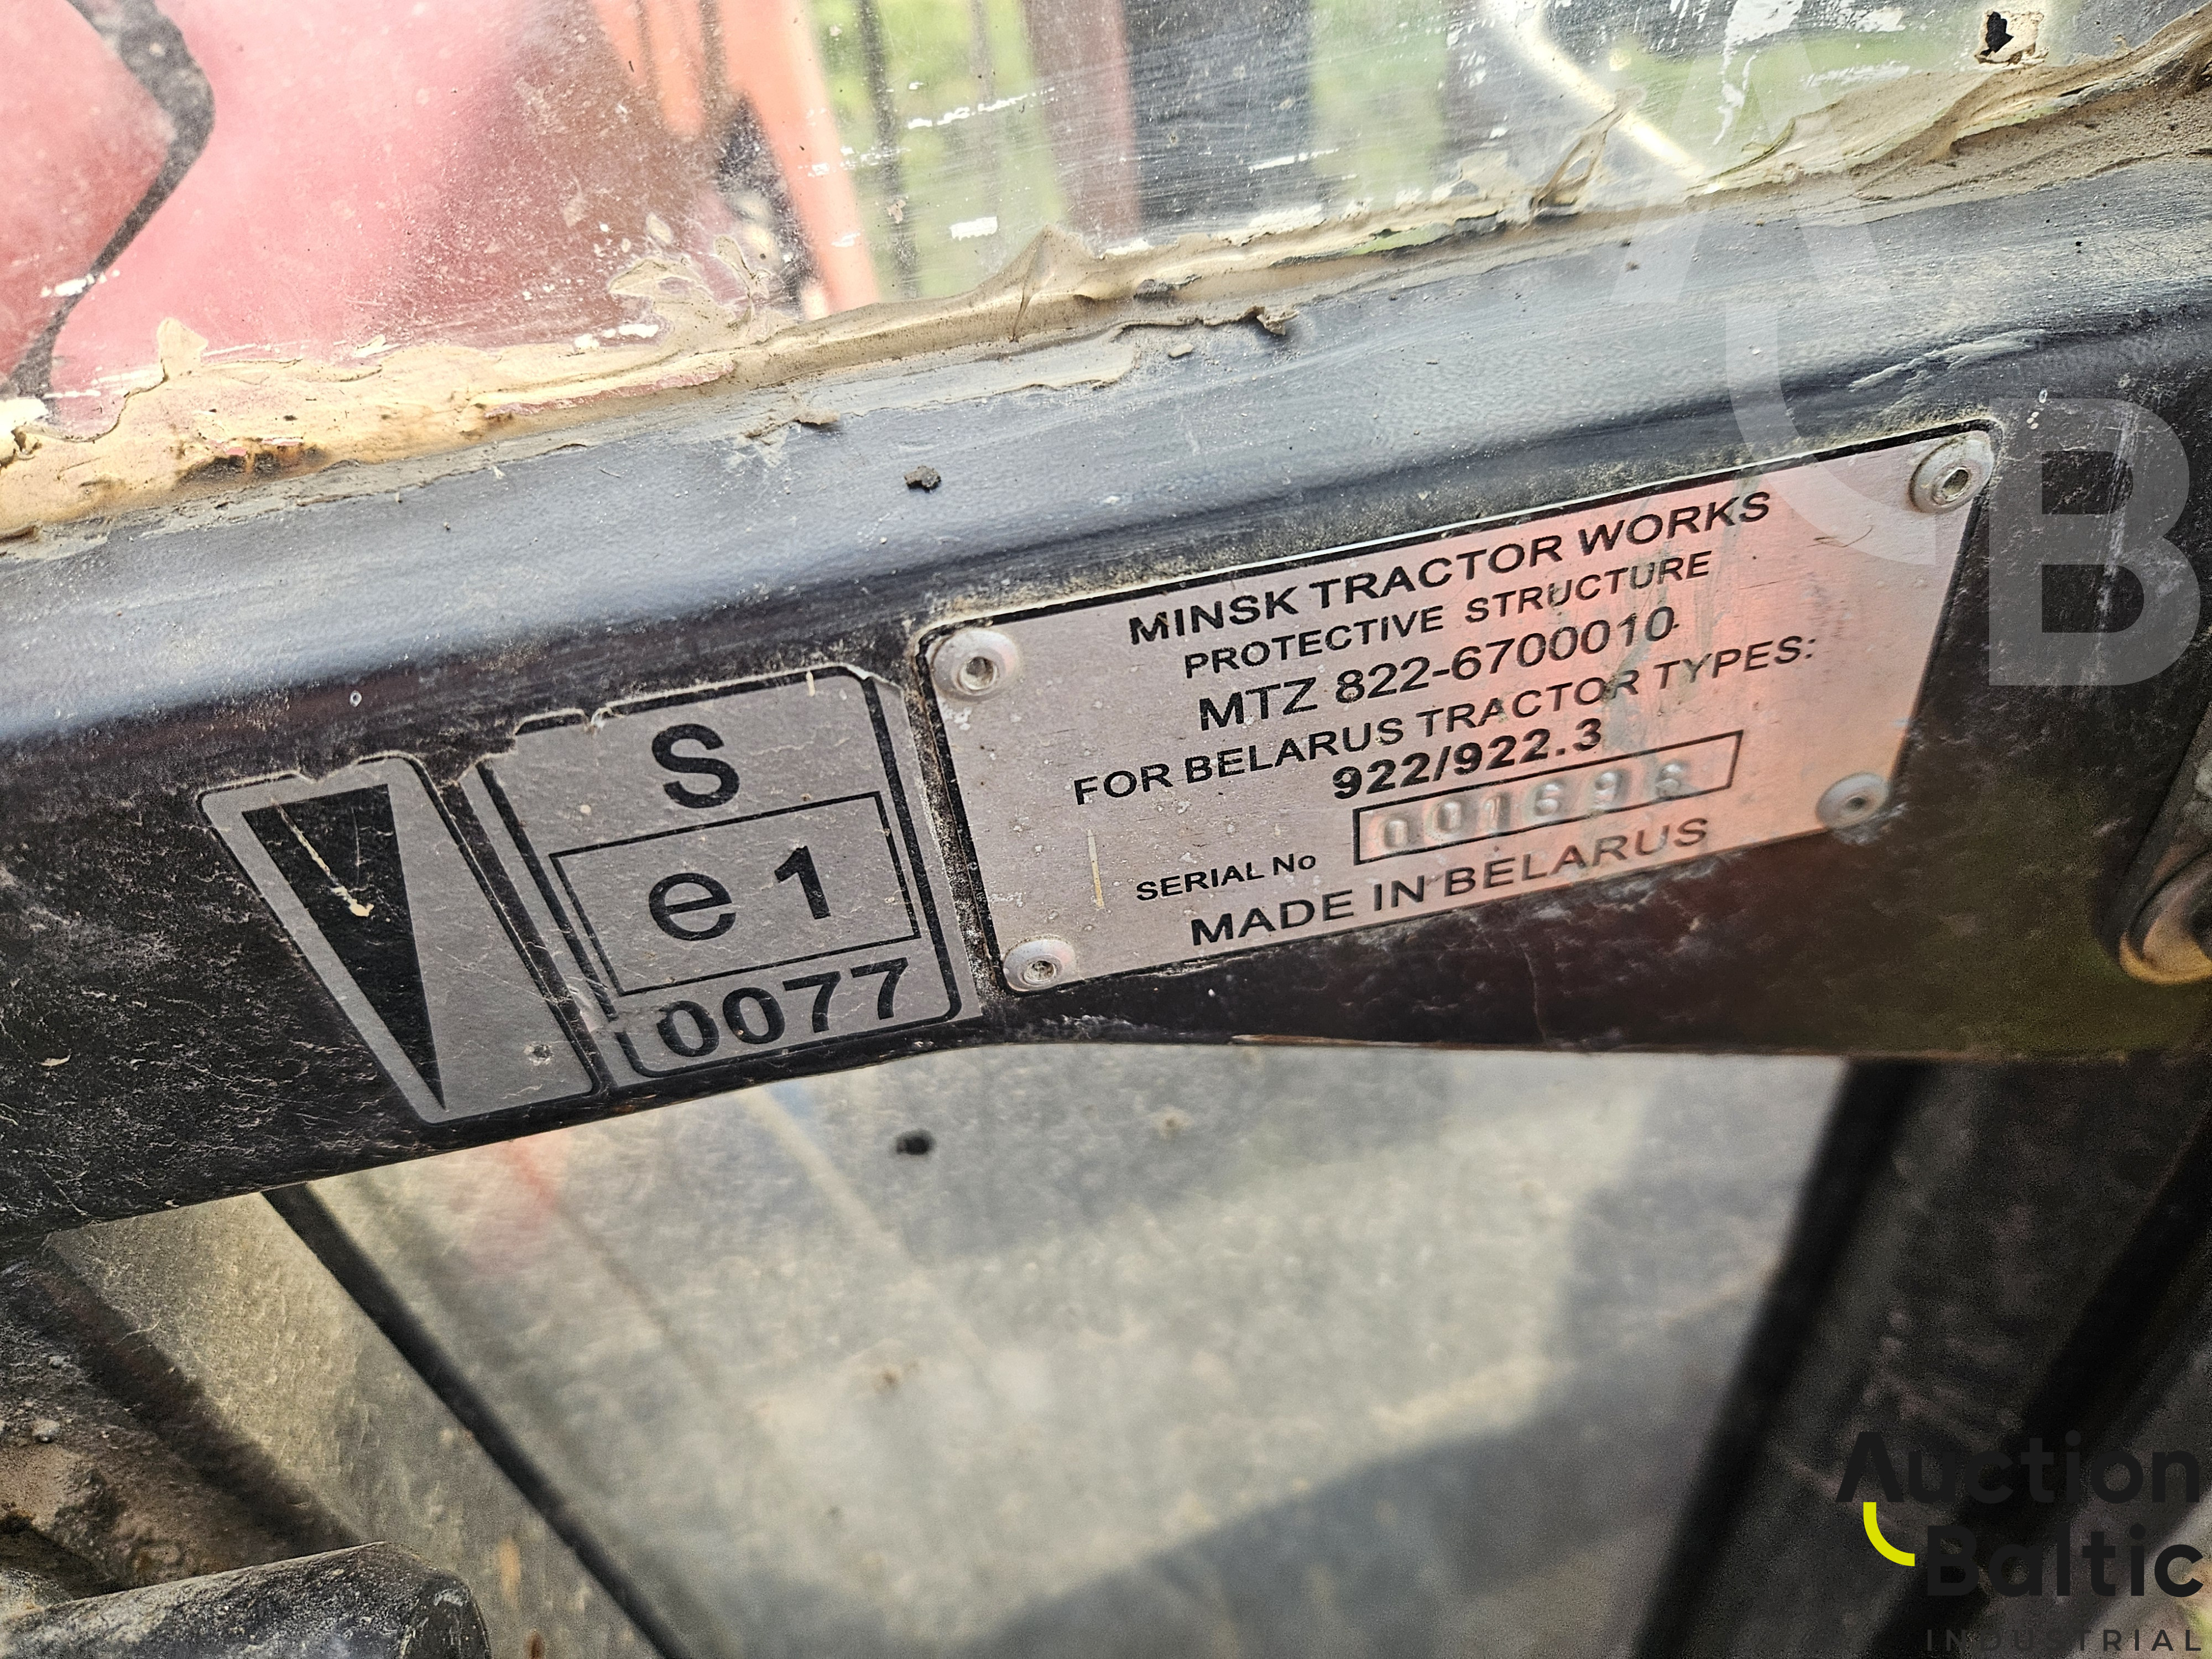 MINSK TRACTOR WORKS
PROTECTIVE STRUCTURE
MTZ 822-6700010
FOR BELARUS TRACTOR TYPES:
922/922.3
SERIAL No 001698
MADE IN BELARUS
S
e1
0077
B
Auction
Baltic
INDUSTRIAL